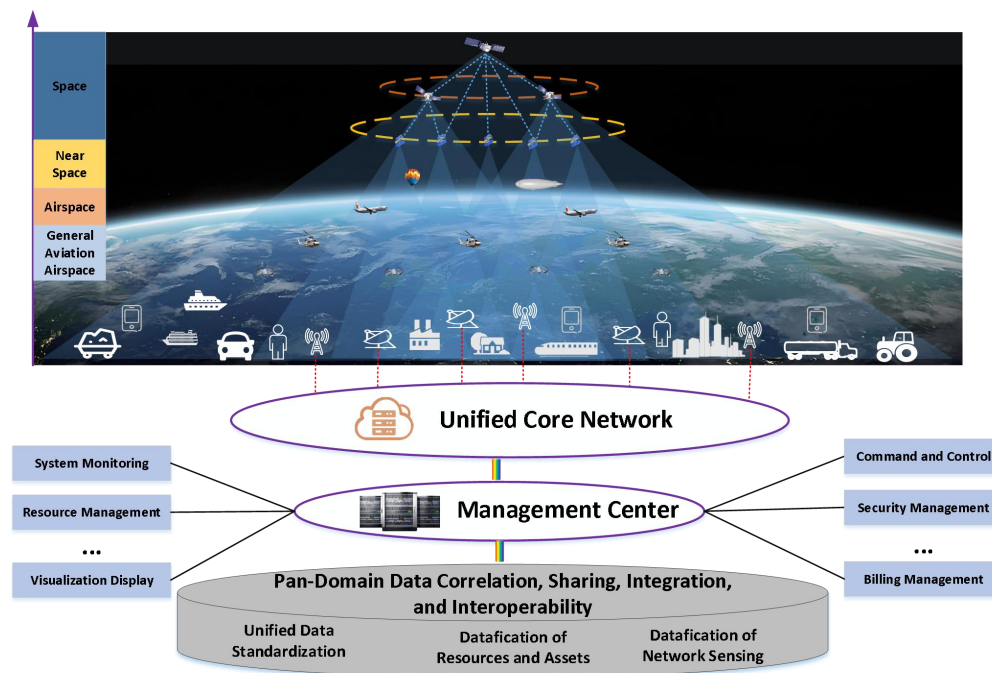 Space
Near
Space
Airspace
General
Aviation
Airspace
Unified Core Network
System Monitoring
Resource Management
...
Visualization Display
Management Center
Command and Control
Security Management
...
Billing Management
Pan-Domain Data Correlation, Sharing, Integration,
and Interoperability
Unified Data
Standardization
Datafication of
Resources and Assets
Datafication of
Network Sensing